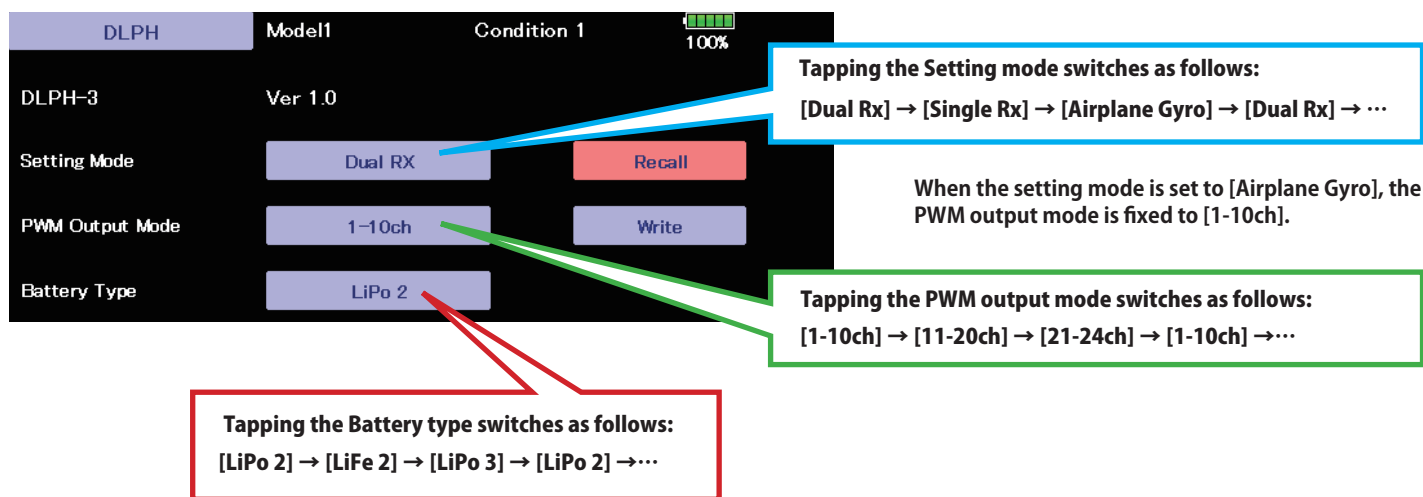 DLPH Model1 Condition 1 100%
DLPH-3 Ver 1.0
Setting Mode Dual RX Recall
PWM Output Mode 1-10ch Write
Battery Type LiPo 2
Tapping the Setting mode switches as follows:
[Dual Rx] → [Single Rx] → [Airplane Gyro] → [Dual Rx] → ⋯
When the setting mode is set to [Airplane Gyro], the
PWM output mode is fixed to [1-10ch].
Tapping the PWM output mode switches as follows:
[1-10ch] → [11-20ch] → [21-24ch] → [1-10ch] →⋯
Tapping the Battery type switches as follows:
[LiPo 2] → [LiFe 2] → [LiPo 3] → [LiPo 2] →⋯